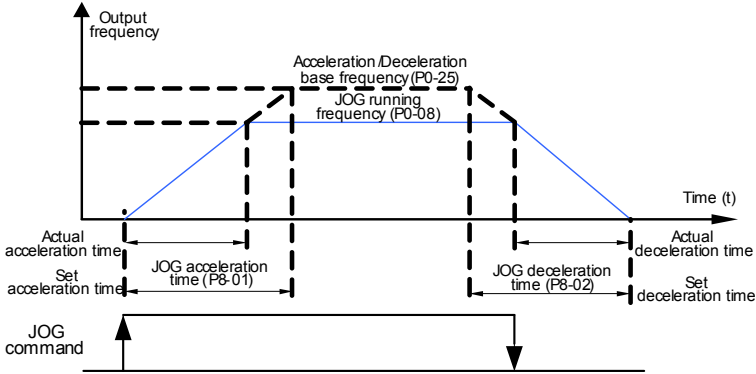 Output
frequency
Acceleration/Deceleration
base frequency(P0-25)
JOG running
frequency (P0-08)
Time (t)
Actual
acceleration time
Actual
deceleration time
JOG acceleration
time (P8-01)
JOG deceleration
time (P8-02)
Set
acceleration time
Set
deceleration time
JOG
command